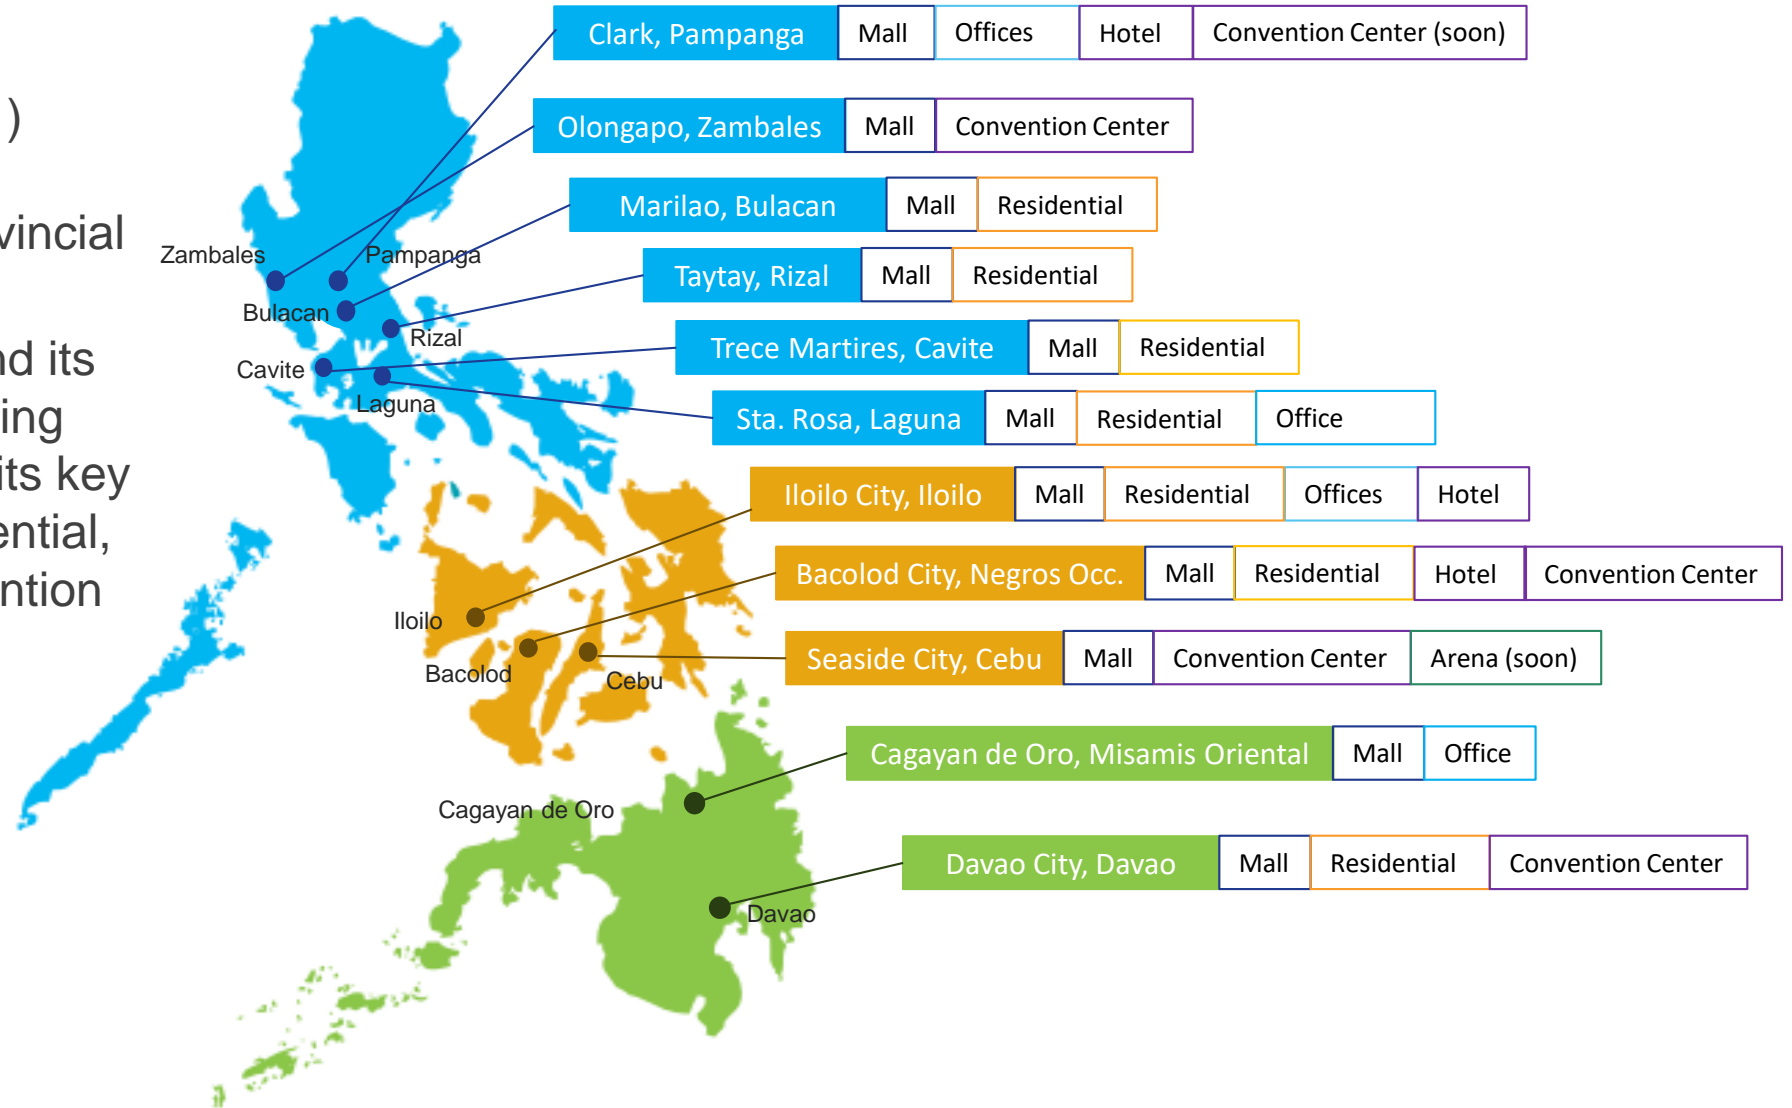 )
vincial
nd its
ing
its key
ential,
ention
Clark, Pampanga Mall Offices Hotel Convention Center (soon)
Olongapo, Zambales Mall Convention Center
Marilao, Bulacan Mall Residential
Taytay, Rizal Mall Residential
Trece Martires, Cavite Mall Residential
Sta. Rosa, Laguna Mall Residential Office
Iloilo City, Iloilo Mall Residential Offices Hotel
Bacolod City, Negros Occ. Mall Residential Hotel Convention Center
Seaside City, Cebu Mall Convention Center Arena (soon)
Cagayan de Oro, Misamis Oriental Mall Office
Davao City, Davao Mall Residential Convention Center
Zambales
Pampanga
Bulacan
Rizal
Cavite
Laguna
Iloilo
Bacolod
Cebu
Cagayan de Oro
Davao